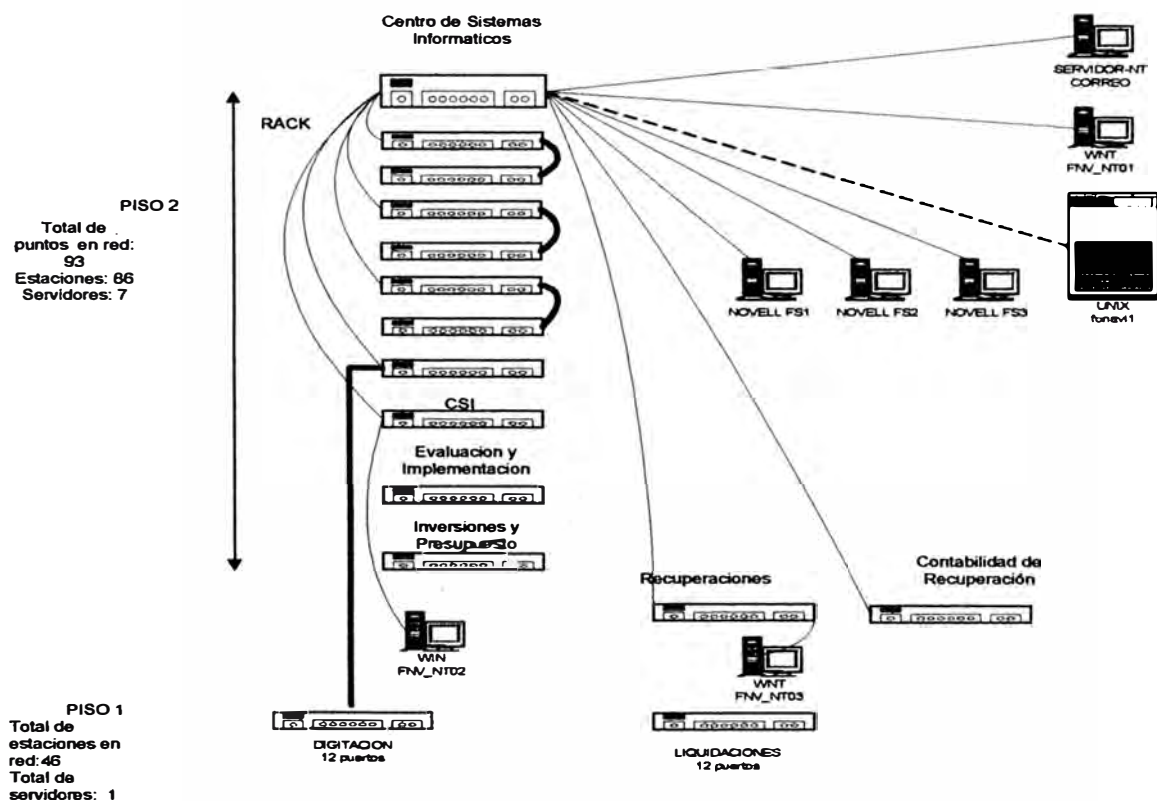 Centro de Sistemas
Informaticos
RACK
SERVIDOR-NT
CORREO
WNT
FNV_NT01
UNIX
fonavi1
NOVELL FS1
NOVELL FS2
NOVELL FS3
PISO 2
Total de
puntos en red:
93
Estaciones: 86
Servidores: 7
CSI
Evaluacion y
Implementacion
Inversiones y
Presupuesto
Recuperaciones
Contabilidad de
Recuperación
WIN
FNV_NT02
WNT
FNV_NT03
PISO 1
Total de
estaciones en
red:46
Total de
servidores: 1
DIGITACION
12 puertos
LIQUIDACIONES
12 puertos